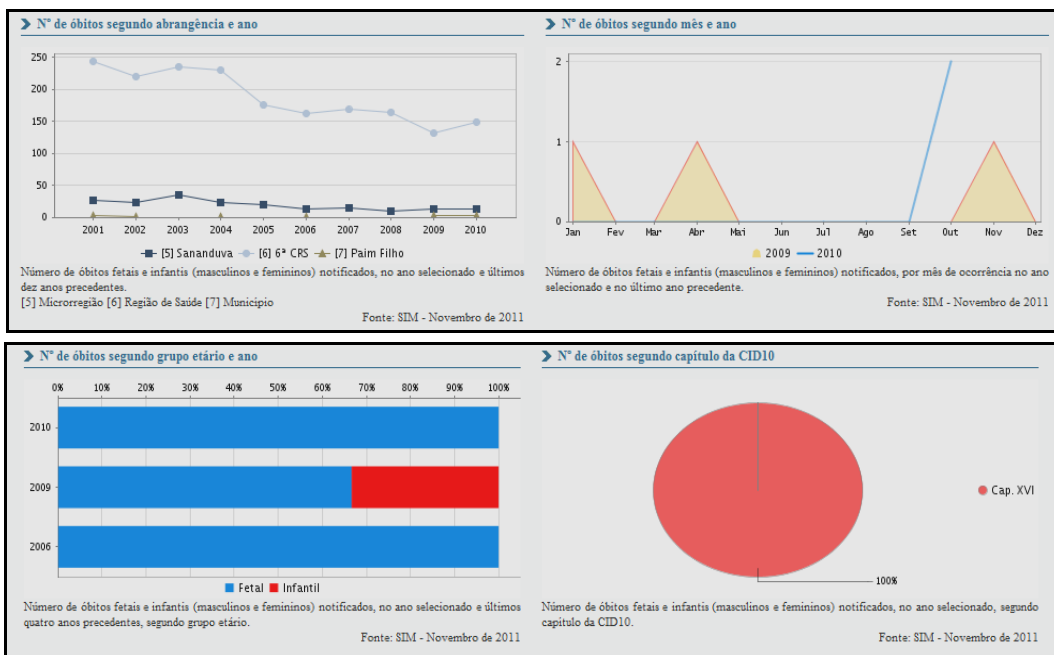 Nº de óbitos segundo abrangência e ano
250
200
150
100
50
0
2001 2002 2003 2004 2005 2006 2007 2008 2009 2010
[5] Sananduva [6] 6ª CRS [7] Paim Filho
Número de óbitos fetais e infantis (masculinos e femininos) notificados, no ano selecionado e últimos
dez anos precedentes.
[5] Microrregião [6] Região de Saúde [7] Município
Fonte: SIM - Novembro de 2011
Nº de óbitos segundo mês e ano
2
1
0
Jan Fev Mar Abr Mai Jun Jul Ago Set Out Nov Dez
2009 2010
Número de óbitos fetais e infantis (masculinos e femininos) notificados, por mês de ocorrência no ano
selecionado e no último ano precedente.
Fonte: SIM - Novembro de 2011
Nº de óbitos segundo grupo etário e ano
0% 10% 20% 30% 40% 50% 60% 70% 80% 90% 100%
2010
2009
2006
Fetal Infantil
Número de óbitos fetais e infantis (masculinos e femininos) notificados, no ano selecionado e últimos
quatro anos precedentes, segundo grupo etário.
Fonte: SIM - Novembro de 2011
Nº de óbitos segundo capítulo da CID10
Cap. XVI
100%
Número de óbitos fetais e infantis (masculinos e femininos) notificados, no ano selecionado, segundo
capítulo da CID10.
Fonte: SIM - Novembro de 2011